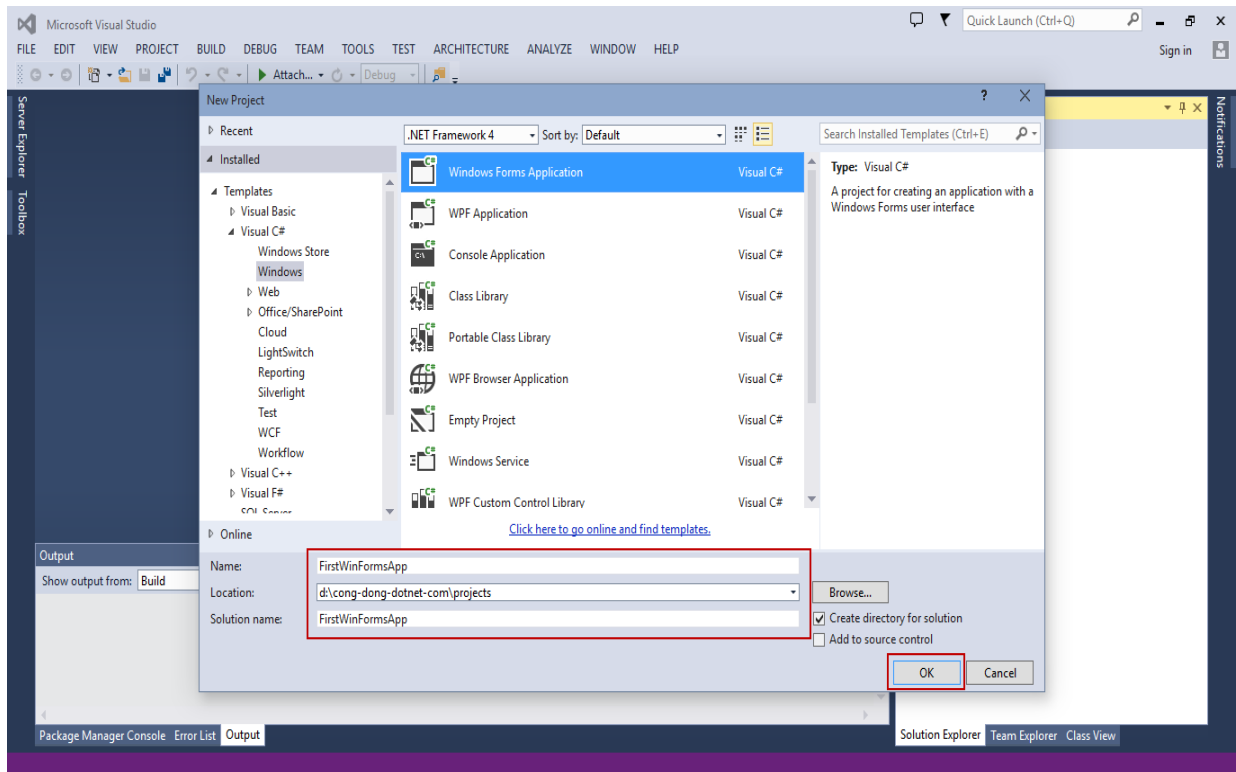 Microsoft Visual Studio
Quick Launch (Ctrl+Q)
FILE EDIT VIEW PROJECT BUILD DEBUG TEAM TOOLS TEST ARCHITECTURE ANALYZE WINDOW HELP
Sign in
Attach...
Debug
Server Explorer
Toolbox
Notifications
New Project
?
Recent
Installed
Templates
Visual Basic
Visual C#
Windows Store
Windows
Web
Office/SharePoint
Cloud
LightSwitch
Reporting
Silverlight
Test
WCF
Workflow
Visual C++
Visual F#
SQL Server
Online
.NET Framework 4
Sort by: Default
Search Installed Templates (Ctrl+E)
Windows Forms Application Visual C#
WPF Application Visual C#
Console Application Visual C#
Class Library Visual C#
Portable Class Library Visual C#
WPF Browser Application Visual C#
Empty Project Visual C#
Windows Service Visual C#
WPF Custom Control Library Visual C#
Click here to go online and find templates.
Type: Visual C#
A project for creating an application with a
Windows Forms user interface
Name: FirstWinFormsApp
Location: d:\cong-dong-dotnet-com\projects
Browse...
Solution name: FirstWinFormsApp
Create directory for solution
Add to source control
OK Cancel
Output
Show output from: Build
Package Manager Console Error List Output
Solution Explorer Team Explorer Class View